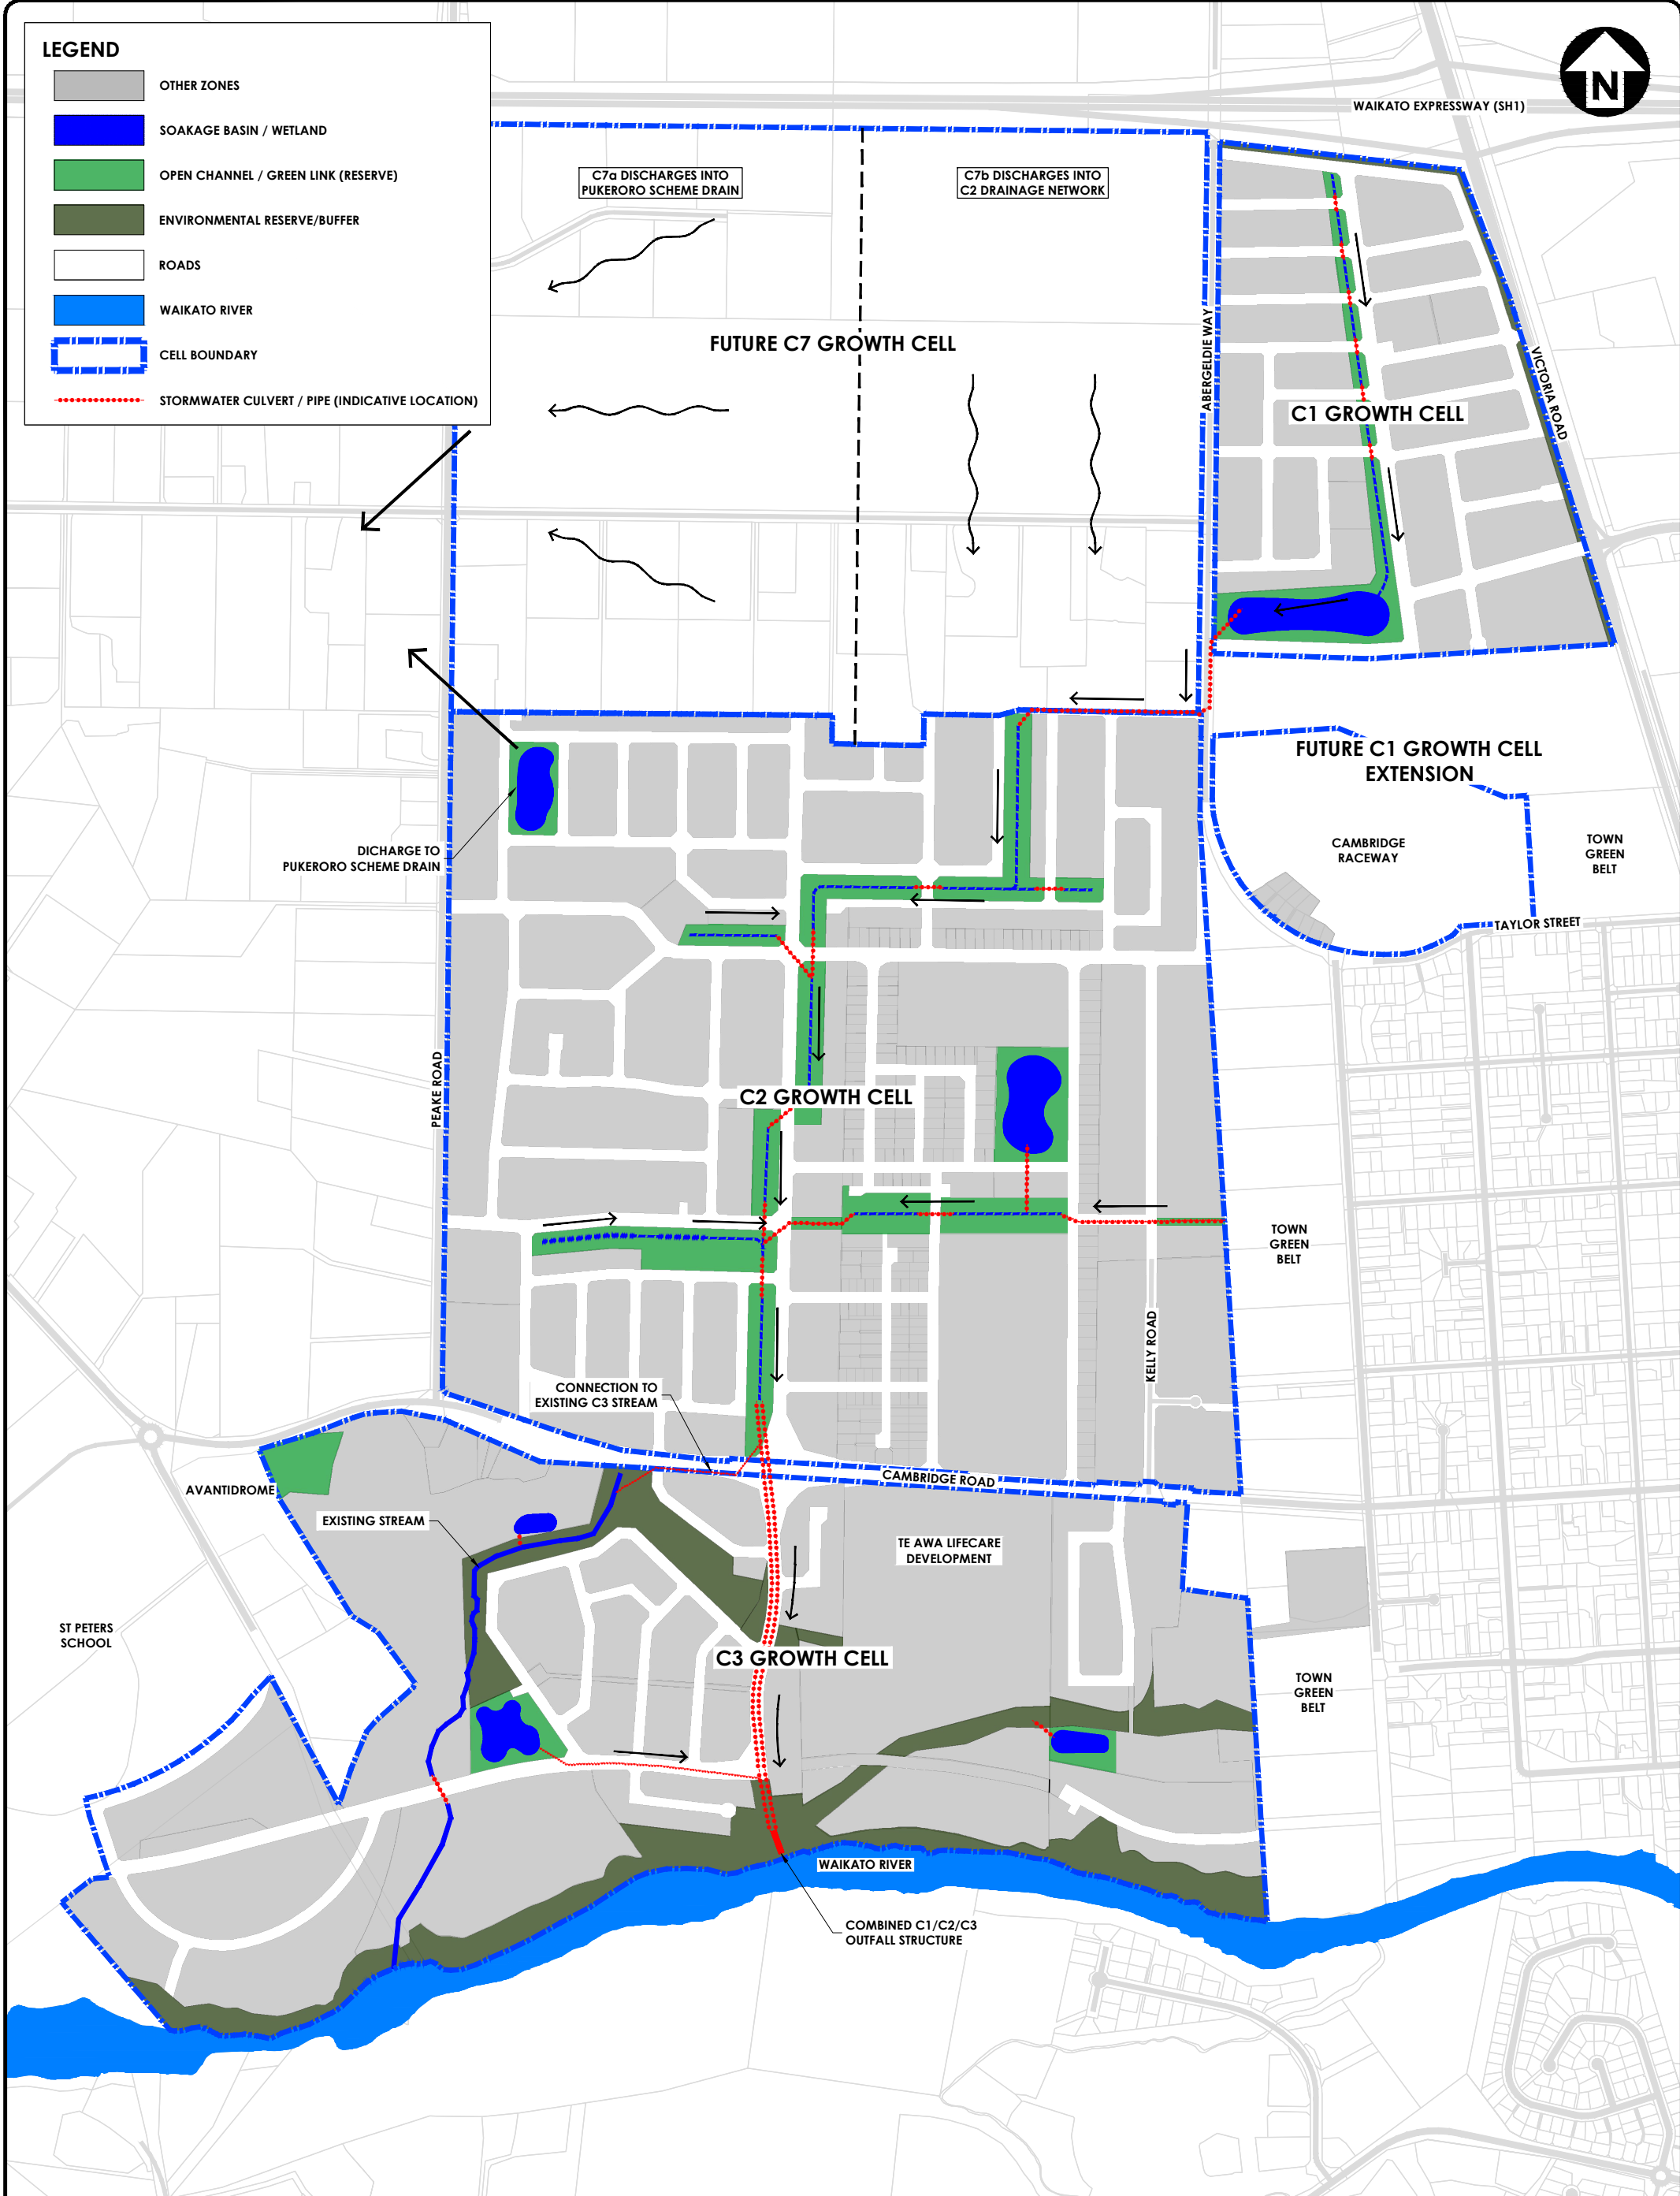 LEGEND
OTHER ZONES
SOAKAGE BASIN / WETLAND
OPEN CHANNEL / GREEN LINK (RESERVE)
ENVIRONMENTAL RESERVE/BUFFER
ROADS
WAIKATO RIVER
CELL BOUNDARY
STORMWATER CULVERT / PIPE (INDICATIVE LOCATION)
N
WAIKATO EXPRESSWAY (SH1)
C7a DISCHARGES INTO
PUKERORO SCHEME DRAIN
C7b DISCHARGES INTO
C2 DRAINAGE NETWORK
FUTURE C7 GROWTH CELL
ABERGELDIE WAY
VICTORIA ROAD
C1 GROWTH CELL
FUTURE C1 GROWTH CELL
EXTENSION
CAMBRIDGE
RACEWAY
TOWN
GREEN
BELT
TAYLOR STREET
DICHARGE TO
PUKERORO SCHEME DRAIN
PEAKE ROAD
C2 GROWTH CELL
TOWN
GREEN
BELT
KELLY ROAD
CONNECTION TO
EXISTING C3 STREAM
CAMBRIDGE ROAD
AVANTIDROME
EXISTING STREAM
TE AWA LIFECARE
DEVELOPMENT
ST PETERS
SCHOOL
C3 GROWTH CELL
TOWN
GREEN
BELT
WAIKATO RIVER
COMBINED C1/C2/C3
OUTFALL STRUCTURE